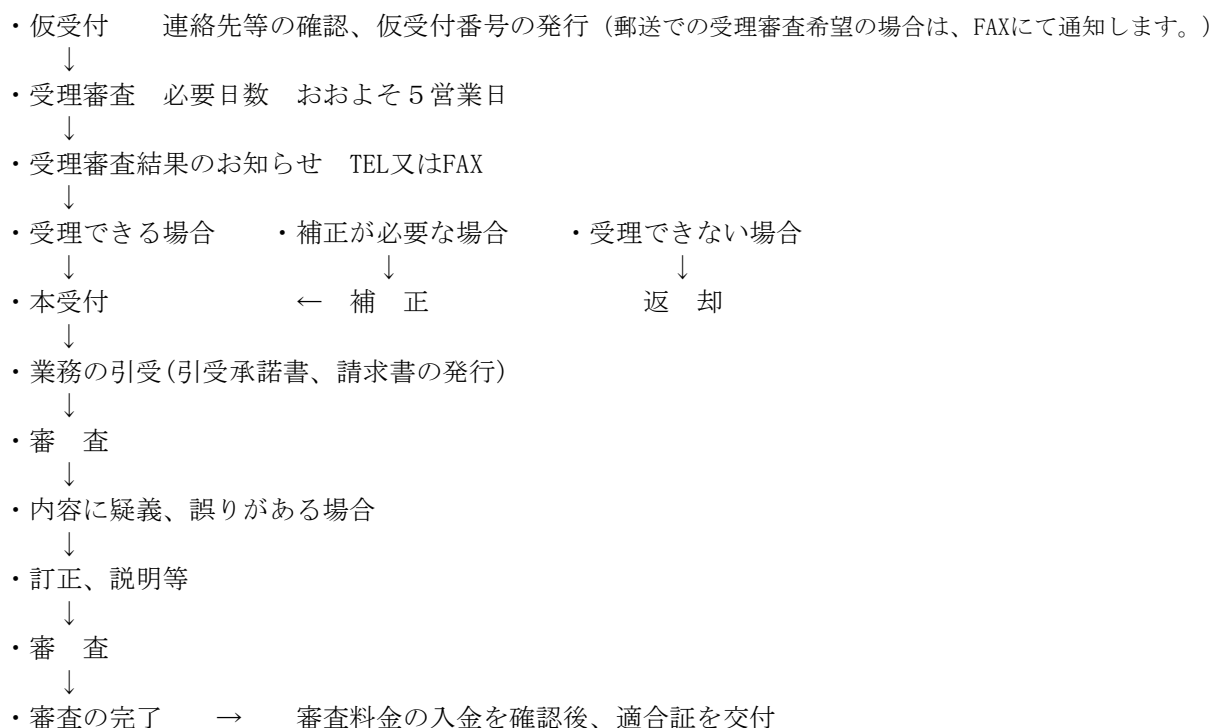 ・仮受付　　連絡先等の確認、仮受付番号の発行（郵送での受理審査希望の場合は、FAXにて通知します。）
↓
・受理審査　必要日数　おおよそ５営業日
↓
・受理審査結果のお知らせ　TEL又はFAX
↓
・受理できる場合　　・補正が必要な場合　　・受理できない場合
↓　　　　　　　　　　　　↓　　　　　　　　　　　↓
・本受付　　　　　　　←　補　正　　　　　　　　返　却
↓
・業務の引受(引受承諾書、請求書の発行)
↓
・審　査
↓
・内容に疑義、誤りがある場合
↓
・訂正、説明等
↓
・審　査
↓
・審査の完了　　→　　審査料金の入金を確認後、適合証を交付